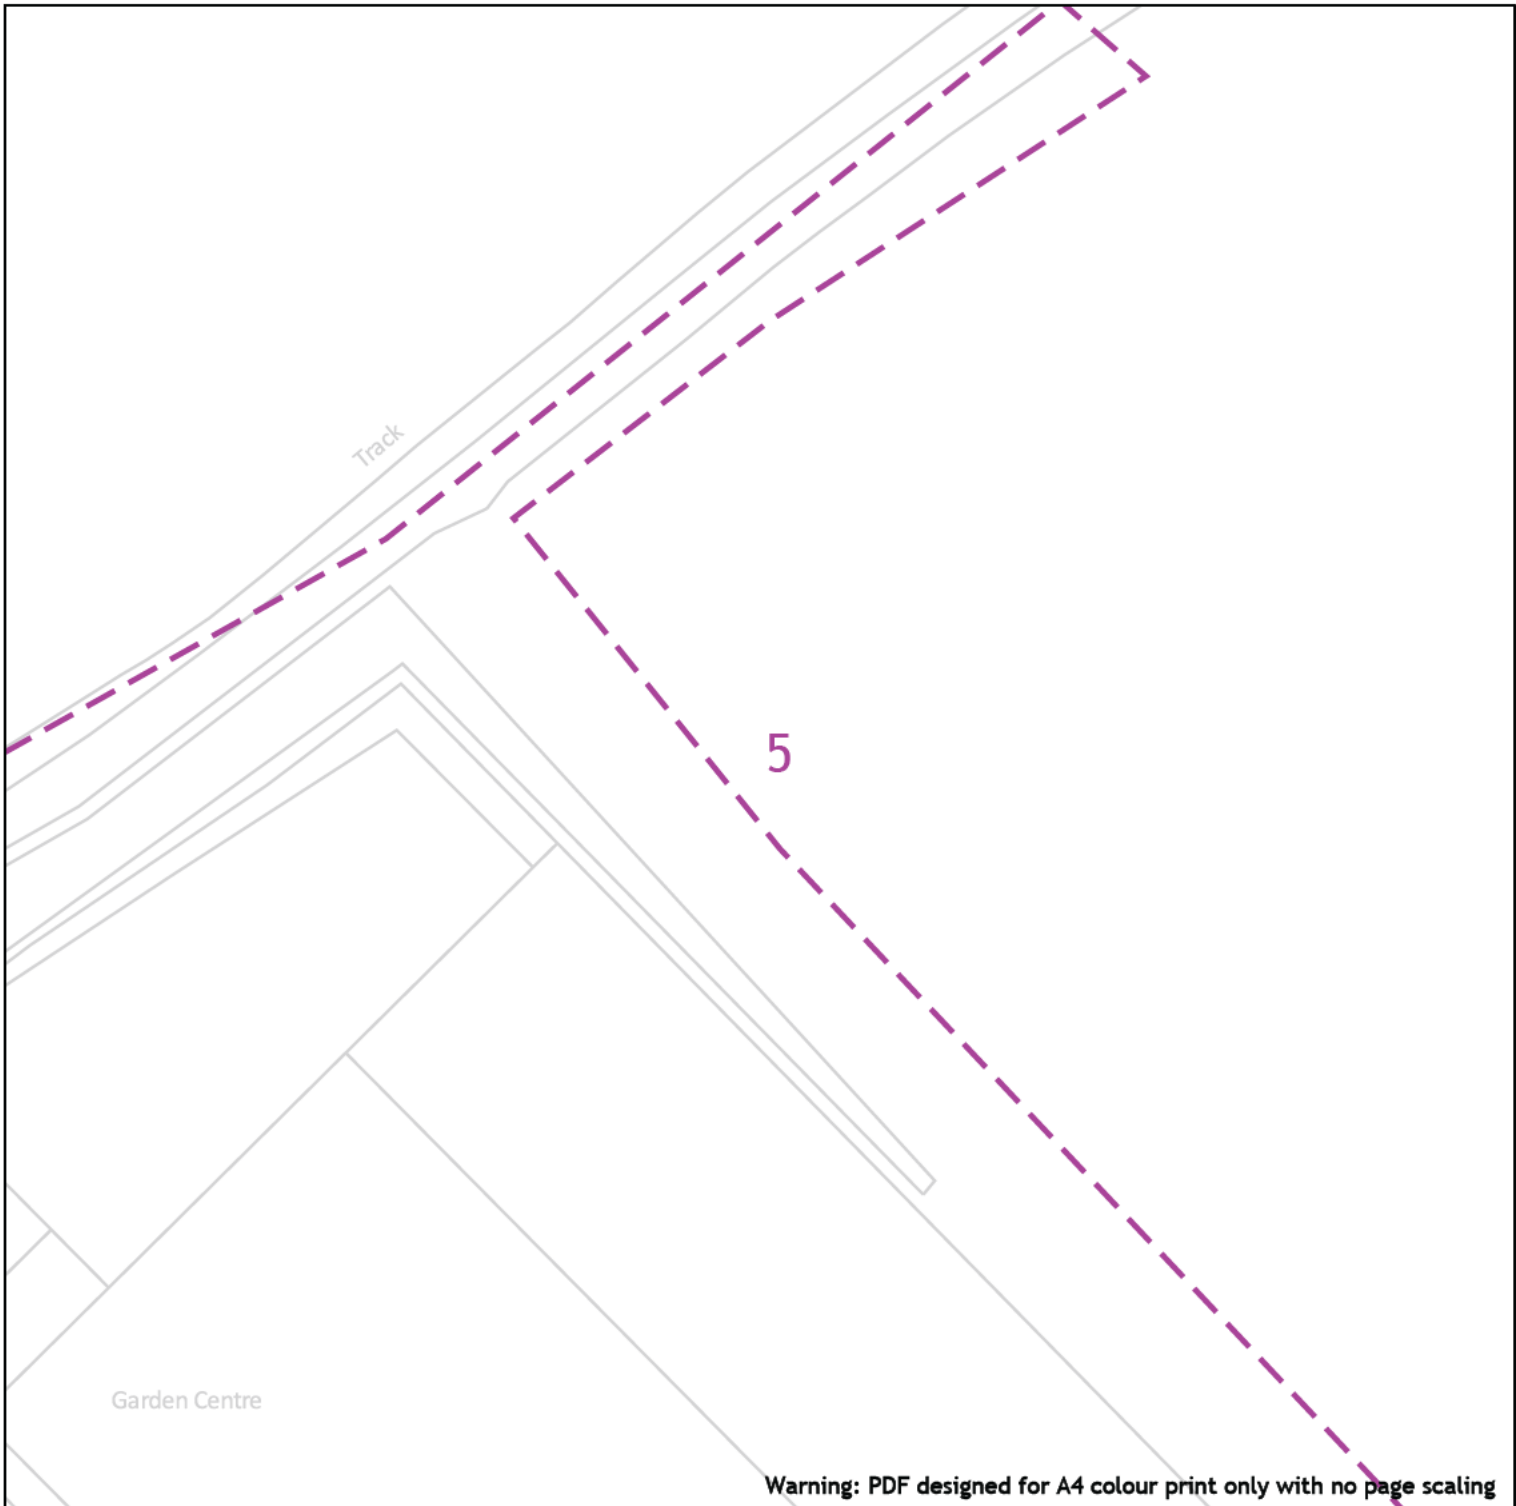 Track
5
Garden Centre
Warning: PDF designed for A4 colour print only with no page scaling